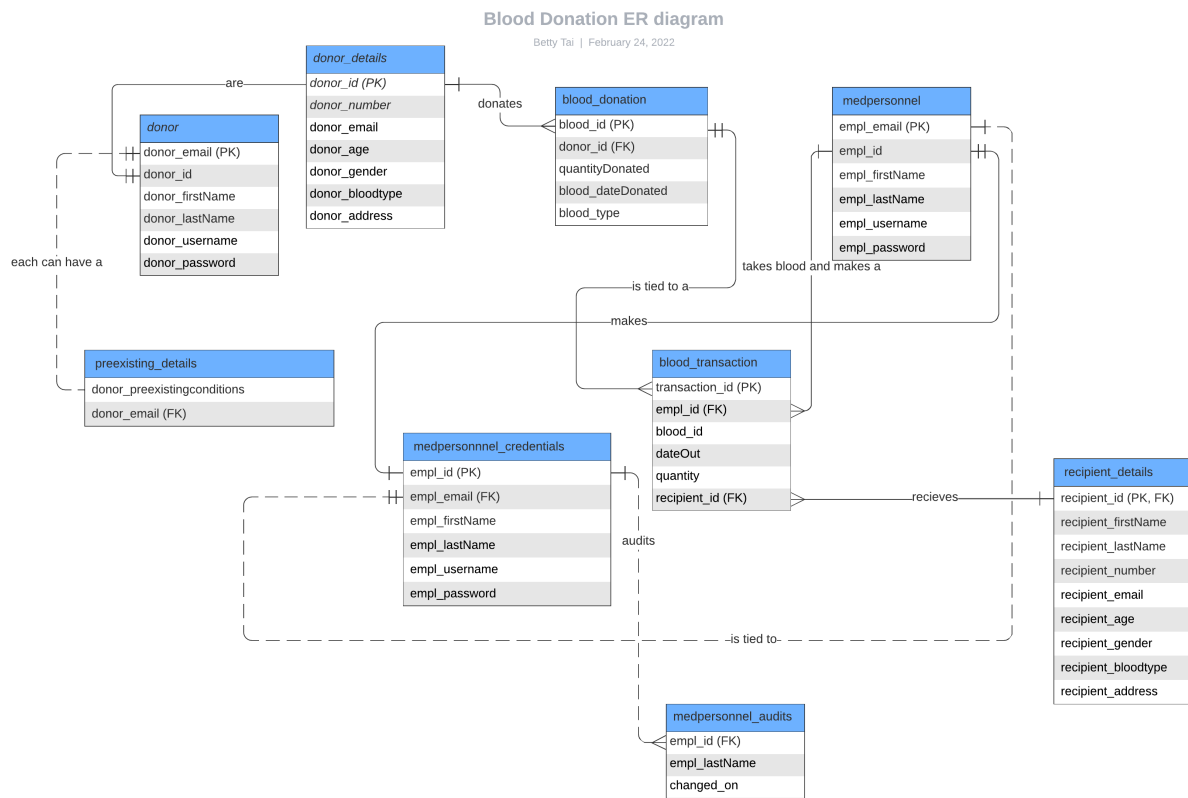 Blood Donation ER diagram
Betty Tai | February 24, 2022
donor_details
donor_id (PK)
donor_number
donor_email
donor_age
donor_gender
donor_bloodtype
donor_address
are
donates
donor
donor_email (PK)
donor_id
donor_firstName
donor_lastName
donor_username
donor_password
blood_donation
blood_id (PK)
donor_id (FK)
quantityDonated
blood_dateDonated
blood_type
medpersonnel
empl_email (PK)
empl_id
empl_firstName
empl_lastName
empl_username
empl_password
each can have a
takes blood and makes a
is tied to a
makes
preexisting_details
donor_preexistingconditions
donor_email (FK)
blood_transaction
transaction_id (PK)
empl_id (FK)
blood_id
dateOut
quantity
recipient_id (FK)
medpersonnnel_credentials
empl_id (PK)
empl_email (FK)
empl_firstName
empl_lastName
empl_username
empl_password
recieves
recipient_details
recipient_id (PK, FK)
recipient_firstName
recipient_lastName
recipient_number
recipient_email
recipient_age
recipient_gender
recipient_bloodtype
recipient_address
audits
is tied to
medpersonnel_audits
empl_id (FK)
empl_lastName
changed_on